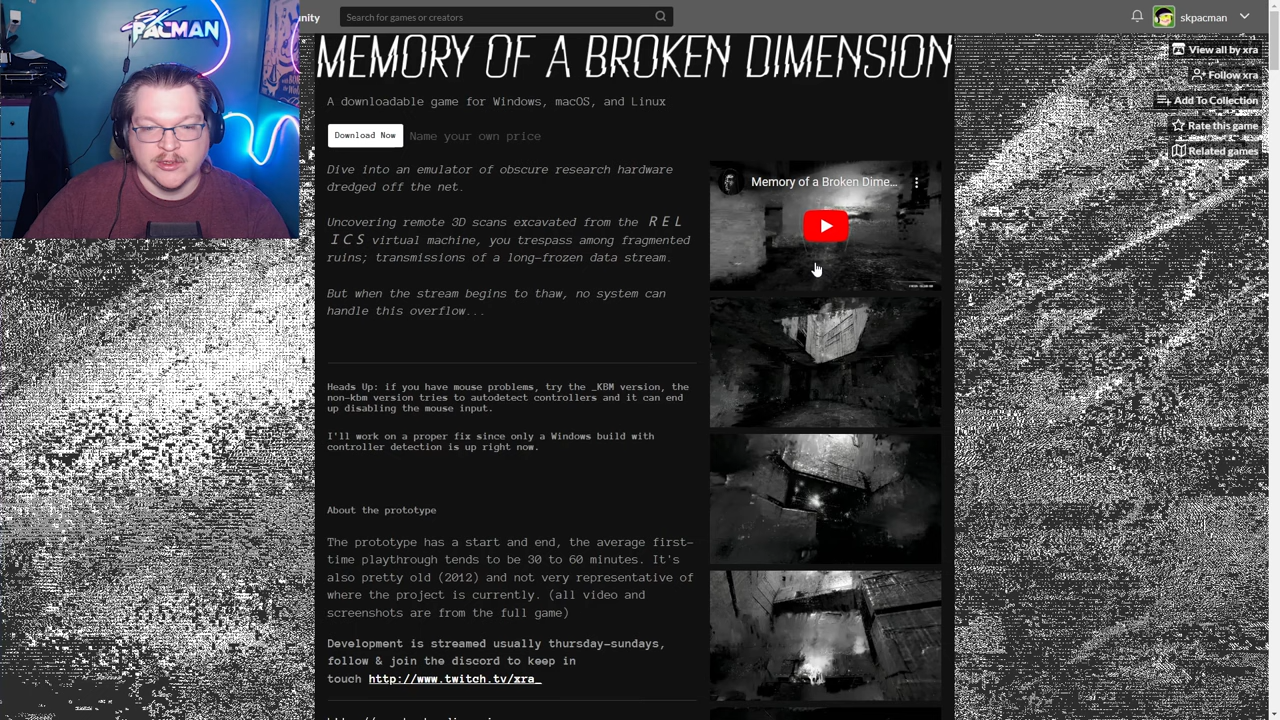 SK
PACMAN
unity
Search for games or creators
skpacman
MEMORY OF A BROKEN DIMENSION
View all by xra
Follow xra
Add To Collection
Rate this game
Related games
A downloadable game for Windows, macOS, and Linux
Download Now
Name your own price
Dive into an emulator of obscure research hardware
dredged off the net.
Uncovering remote 3D scans excavated from the R E L
I C S virtual machine, you trespass among fragmented
ruins; transmissions of a long-frozen data stream.
But when the stream begins to thaw, no system can
handle this overflow...
Memory of a Broken Dime...
Heads Up: if you have mouse problems, try the _KBM version, the
non-kbm version tries to autodetect controllers and it can end
up disabling the mouse input.
I'll work on a proper fix since only a Windows build with
controller detection is up right now.
About the prototype
The prototype has a start and end, the average first-
time playthrough tends to be 30 to 60 minutes. It's
also pretty old (2012) and not very representative of
where the project is currently. (all video and
screenshots are from the full game)
Development is streamed usually thursday-sundays,
follow & join the discord to keep in
touch http://www.twitch.tv/xra_